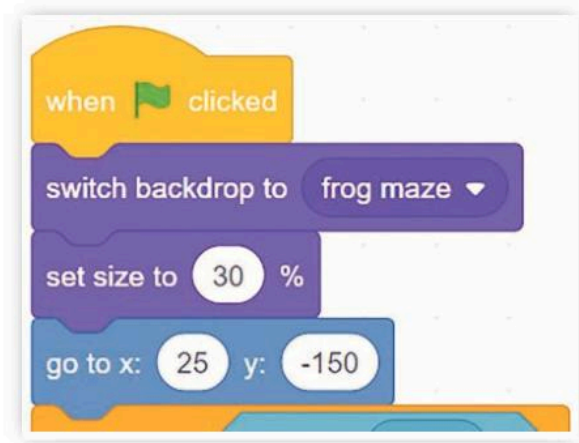 when clicked
switch backdrop to frog maze
set size to 30 %
go to x: 25 y: -150